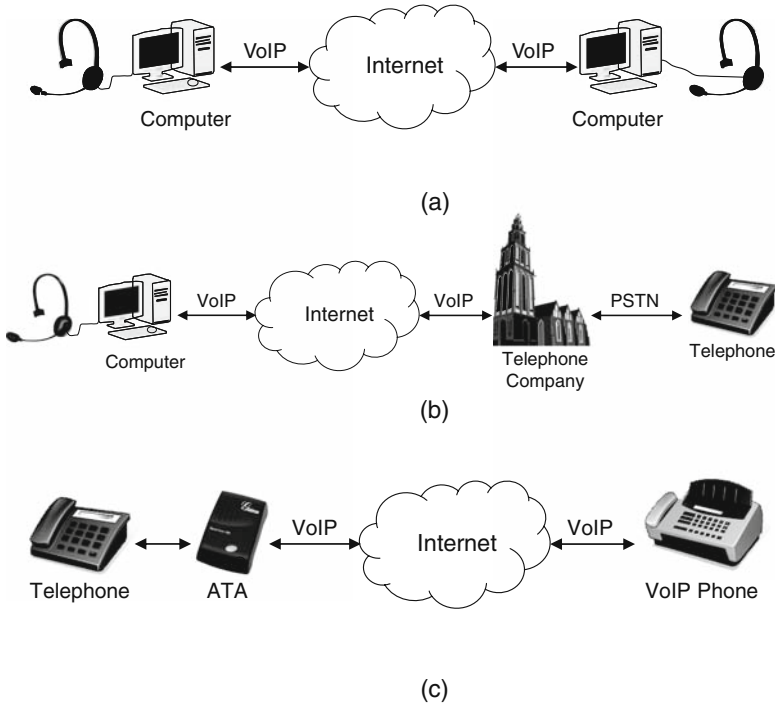 VoIP Internet VoIP
Computer Computer
(a)
VoIP Internet VoIP PSTN
Computer Telephone Company Telephone
(b)
VoIP Internet VoIP
Telephone ATA VoIP Phone
(c)